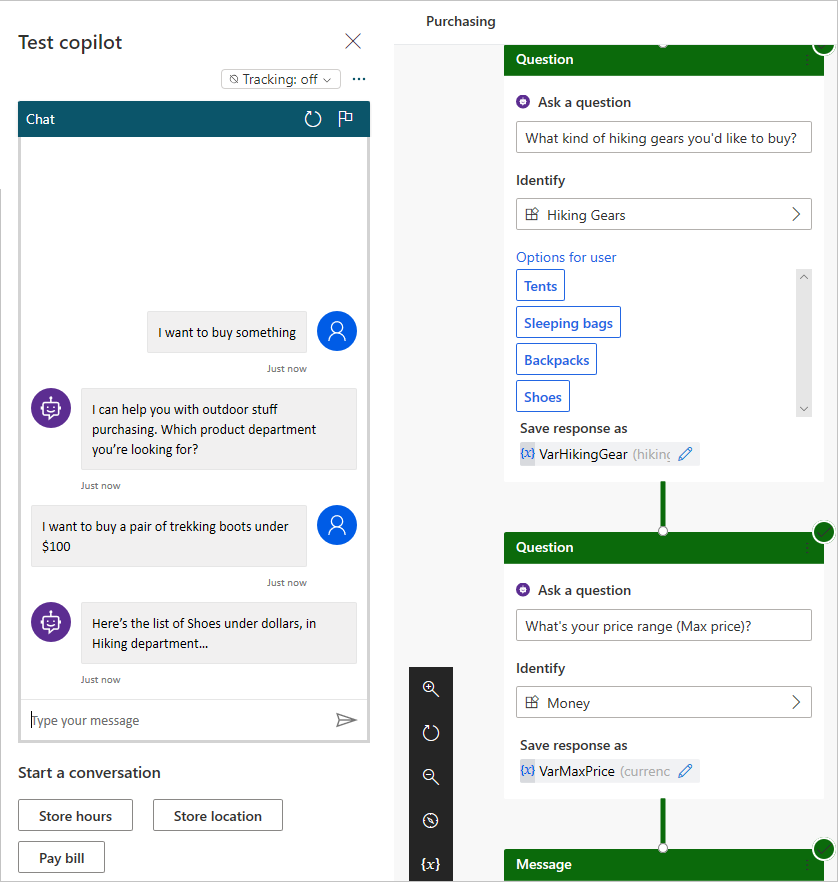 Test copilot
Tracking: off
Chat
I want to buy something
Just now
I can help you with outdoor stuff
purchasing. Which product department
you’re looking for?
Just now
I want to buy a pair of trekking boots under
$100
Just now
Here’s the list of Shoes under dollars, in
Hiking department...
Just now
Type your message
Start a conversation
Store hours
Store location
Pay bill
Purchasing
Question
Ask a question
What kind of hiking gears you'd like to buy?
Identify
Hiking Gears
Options for user
Tents
Sleeping bags
Backpacks
Shoes
Save response as
{x} VarHikingGear (hiking
Question
Ask a question
What's your price range (Max price)?
Identify
Money
Save response as
{x} VarMaxPrice (currenc
{x}
Message